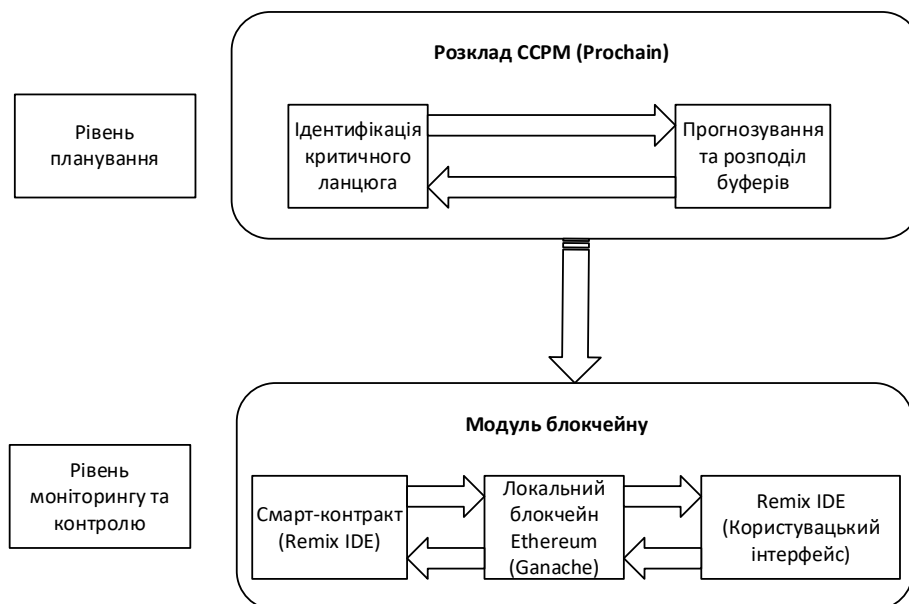 Розклад ССРМ (Prochain)
Рівень
планування
Ідентифікація
критичного
ланцюга
Прогнозування
та розподіл
буферів
Модуль блокчейну
Рівень
моніторингу та
контролю
Смарт-контракт
(Remix IDE)
Локальний
блокчейн
Ethereum
(Ganache)
Remix IDE
(Користувацький
інтерфейс)